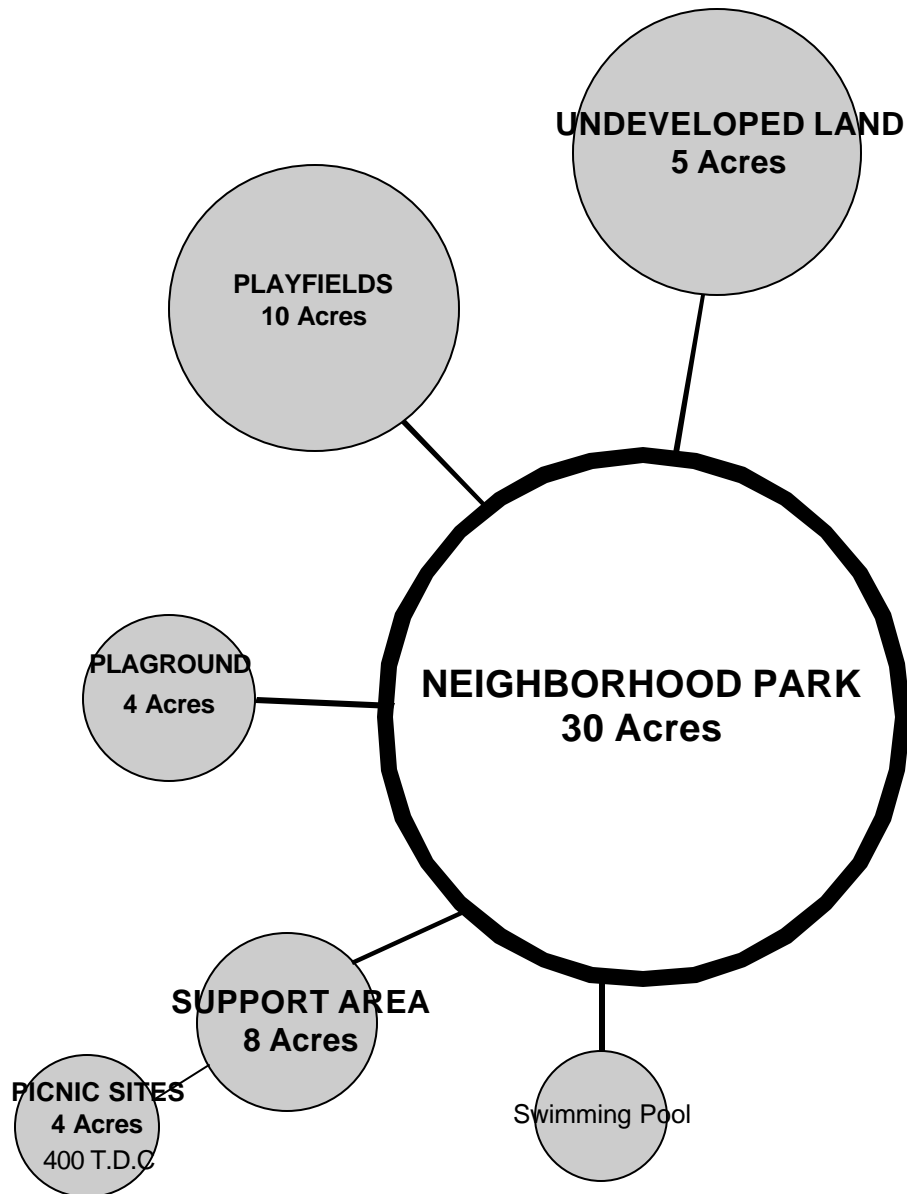 UNDEVELOPED LAND
5 Acres
PLAYFIELDS
10 Acres
PLAGROUND
4 Acres
NEIGHBORHOOD PARK
30 Acres
SUPPORT AREA
8 Acres
PICNIC SITES
4 Acres
400 T.D.C
Swimming Pool